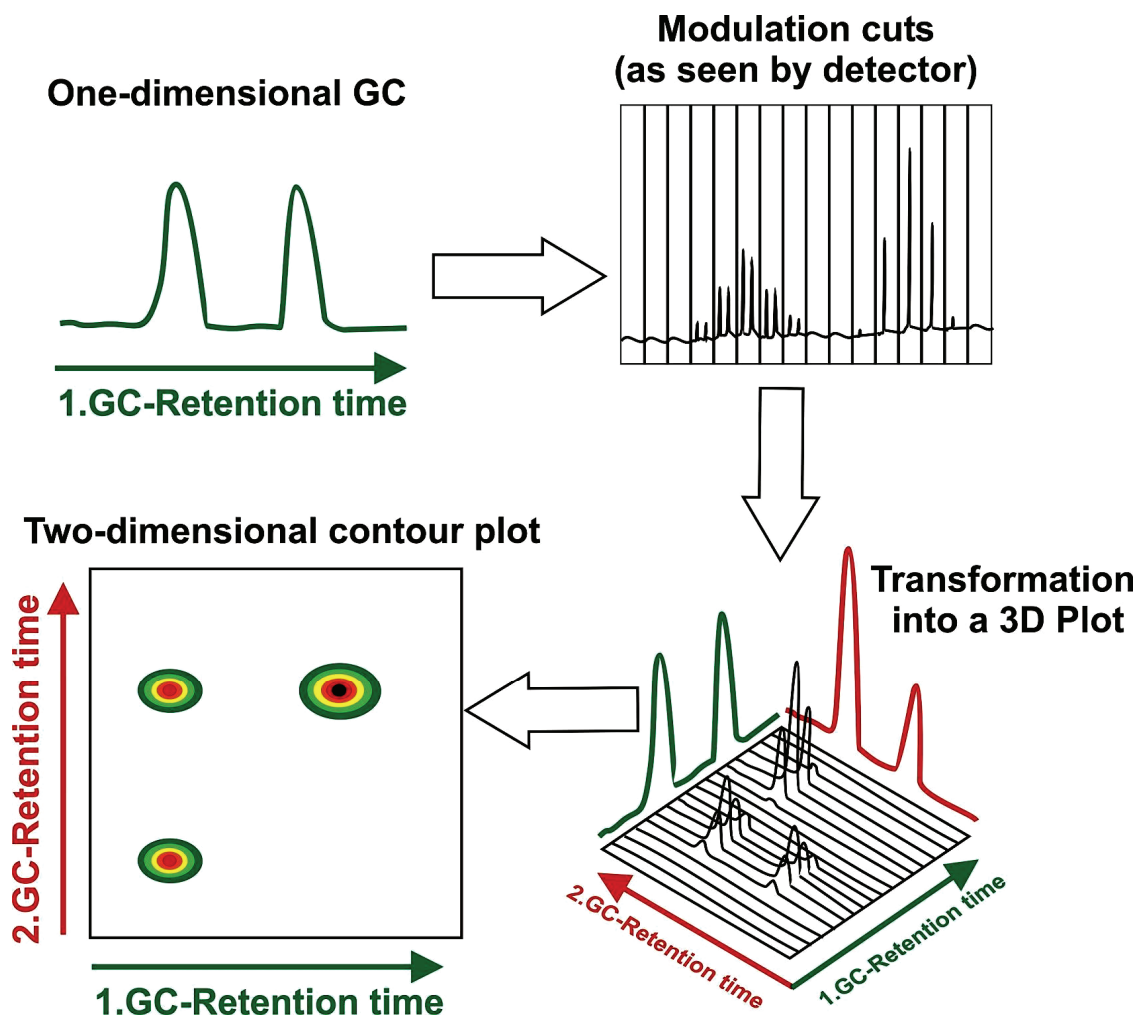 One-dimensional GC
1.GC-Retention time
Modulation cuts
(as seen by detector)
Transformation
into a 3D Plot
2.GC-Retention time
1.GC-Retention time
Two-dimensional contour plot
2.GC-Retention time
1.GC-Retention time